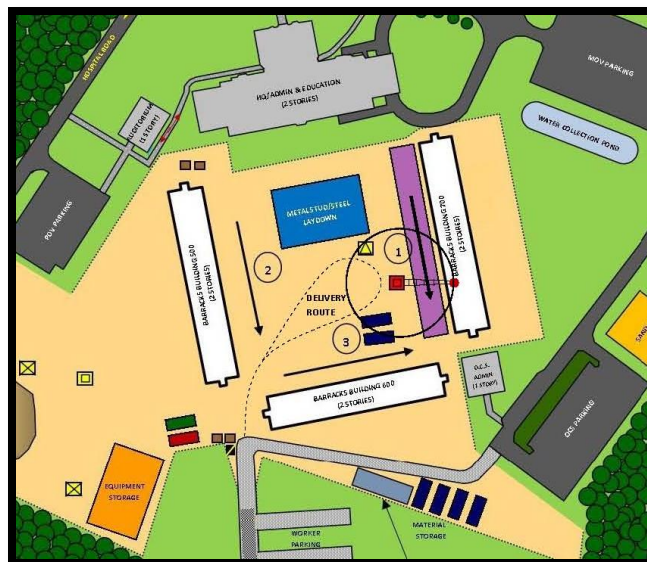 HOSPITAL ROAD
AUDITORIUM
(1 STORY)
HQ/ADMIN & EDUCATION
(2 STORIES)
MOV PARKING
WATER COLLECTION POND
POV PARKING
BARRACKS BUILDING 500
(2 STORIES)
METAL STUD/STEEL
LAYDOWN
BARRACKS BUILDING 700
(2 STORIES)
1
2
DELIVERY
ROUTE
3
BARRACKS BUILDING 600
(2 STORIES)
O.C.S.
ADMIN
(1 STORY)
OCS PARKING
EQUIPMENT
STORAGE
MATERIAL
STORAGE
WORKER
PARKING